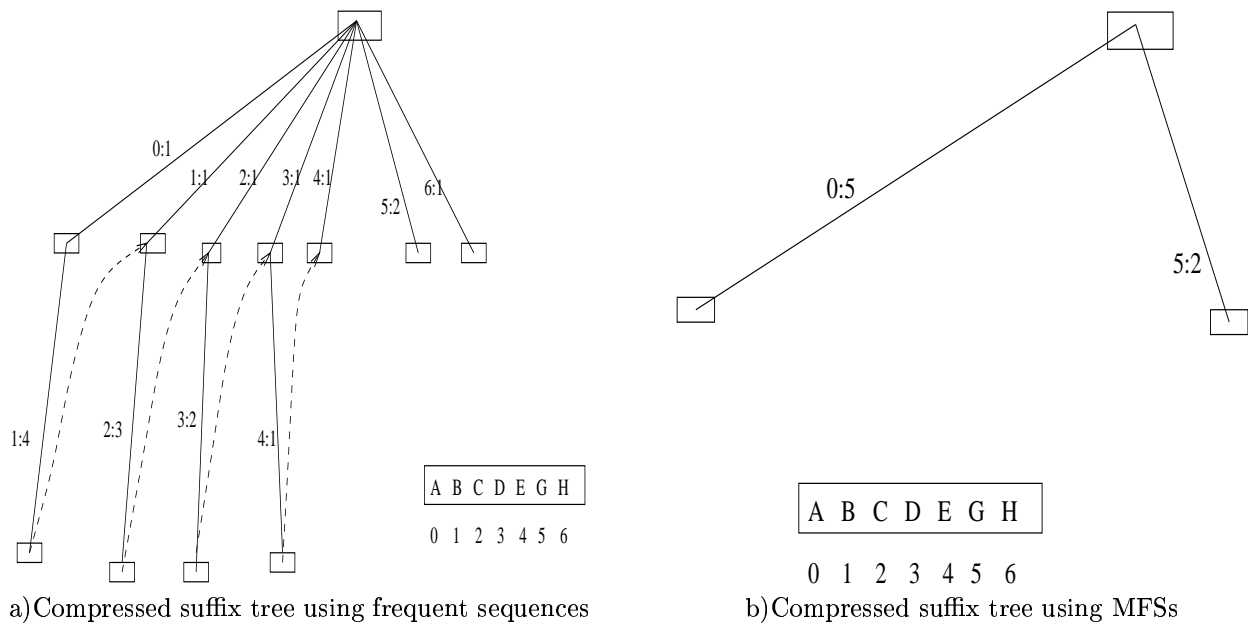 0:1
1:1
2:1
3:1
4:1
5:2
6:1
1:4
2:3
3:2
4:1
A B C D E G H
0 1 2 3 4 5 6
a)Compressed suffix tree using frequent sequences
0:5
5:2
A B C D E G H
0 1 2 3 4 5 6
b)Compressed suffix tree using MFSs